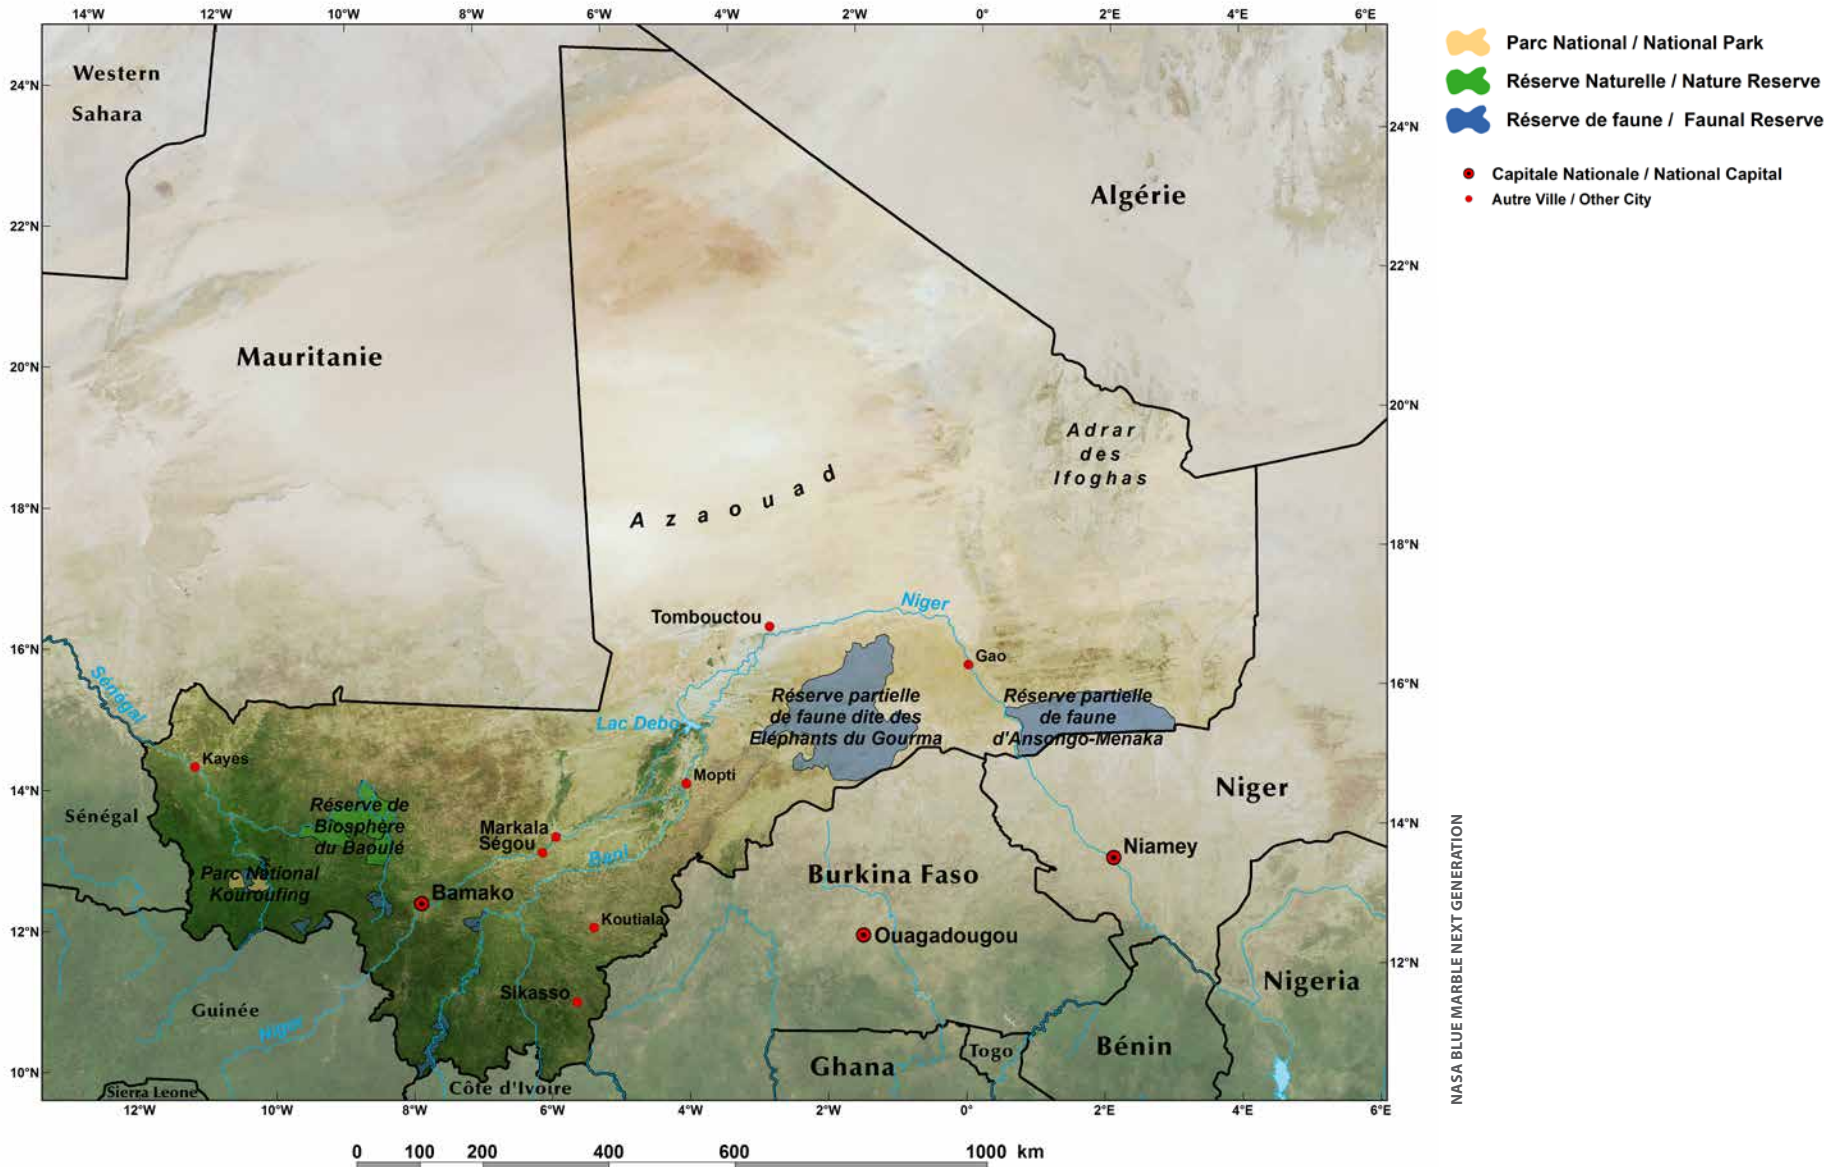 14°W 12°W 10°W 8°W 6°W 4°W 2°W 0° 2°E 4°E 6°E
Parc National / National Park
Réserve Naturelle / Nature Reserve
Réserve de faune / Faunal Reserve
Capitale Nationale / National Capital
Autre Ville / Other City
Western
Sahara
24°N
24°N
Algérie
22°N
22°N
Mauritanie
20°N
20°N
Adrar
des
Ifoghas
Azaouad
18°N
18°N
Niger
Tombouctou
16°N
Gao
16°N
Sénégal
Réserve partielle
de faune dite des
Eléphants du Gourma
Réserve partielle
de faune
d'Ansongo-Menaka
Lac Debo
Kayes
Mopti
14°N
Niger
Sénégal
Réserve de
Biosphère
du Baoulé
Markala
Ségou
14°N
Bani
Niamey
Parc National
Kouroufing
Burkina Faso
Bamako
Koutiala
12°N
Ouagadougou
12°N
Sikasso
Nigeria
Guinée
Niger
Bénin
Togo
Ghana
10°N
Côte d'Ivoire
Sierra Leone
12°W 10°W 8°W 6°W 4°W 2°W 0° 2°E 4°E 6°E
0 100 200 400 600 1000 km
NASA BLUE MARBLE NEXT GENERATION